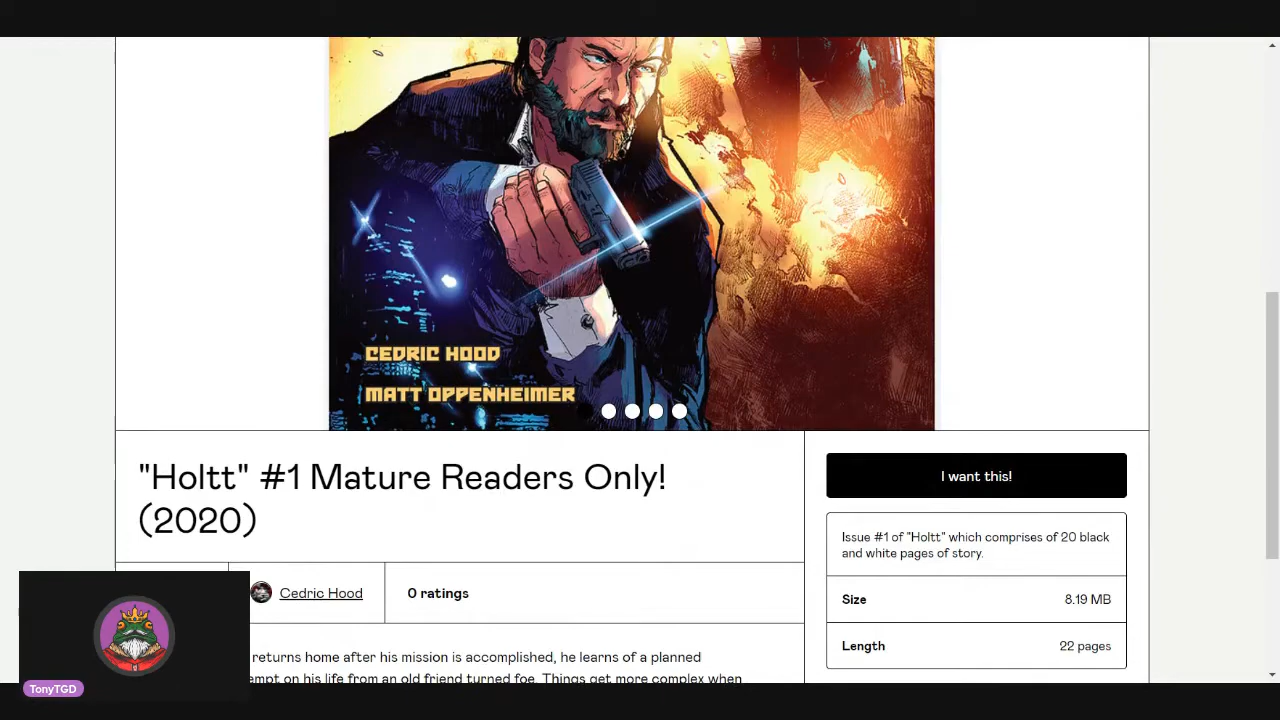 CEDRIC HOOD
MATT OPPENHEIMER
"Holtt" #1 Mature Readers Only!
(2020)
I want this!
Issue #1 of "Holtt" which comprises of 20 black
and white pages of story.
Cedric Hood
0 ratings
Size
8.19 MB
Length
22 pages
returns home after his mission is accomplished, he learns of a planned
empt on his life from an old friend turned foe. Things get more complex when
TonyTGD